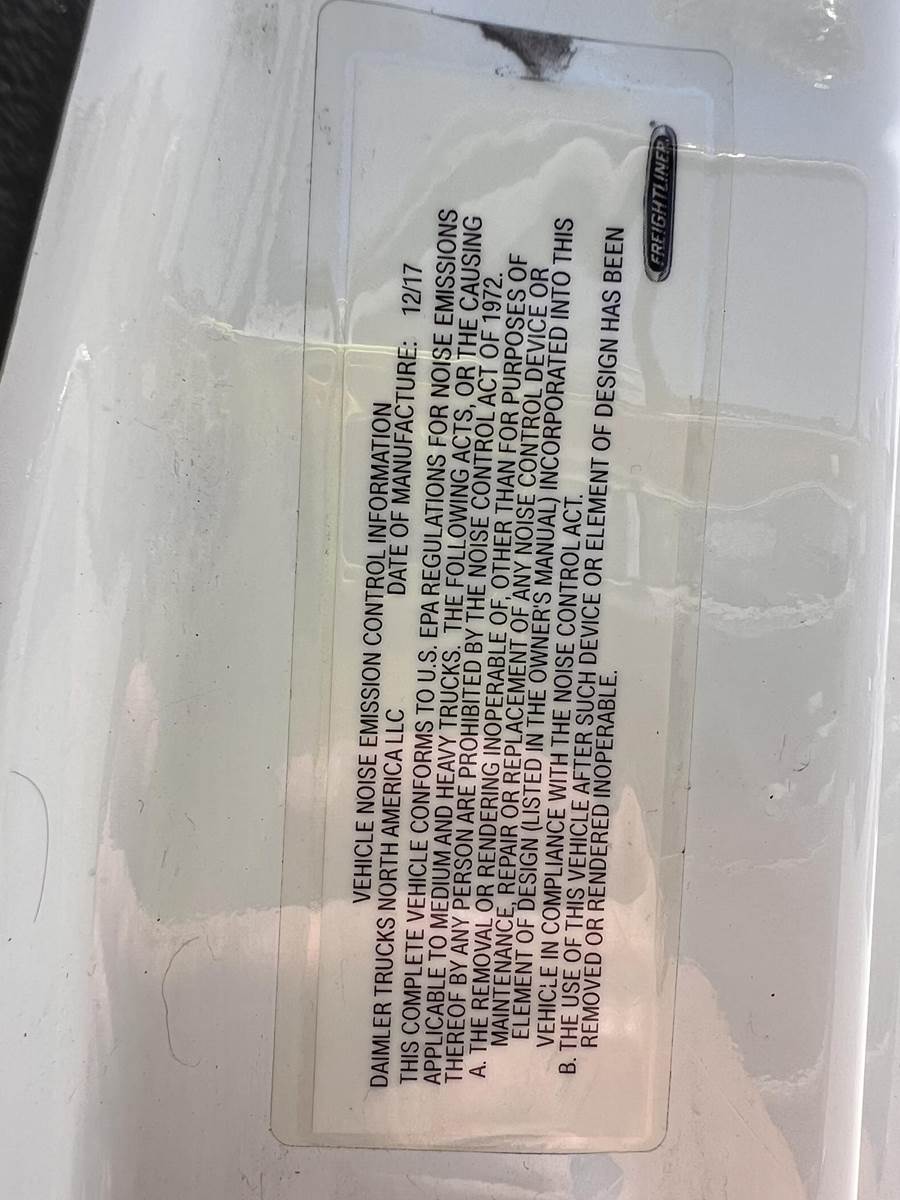 VEHICLE NOISE EMISSION CONTROL INFORMATION
DAIMLER TRUCKS NORTH AMERICA LLC DATE OF MANUFACTURE: 12/17
THIS COMPLETE VEHICLE CONFORMS TO U.S. EPA REGULATIONS FOR NOISE EMISSIONS
APPLICABLE TO MEDIUM AND HEAVY TRUCKS. THE FOLLOWING ACTS, OR THE CAUSING
THEREOF BY ANY PERSON ARE PROHIBITED BY THE NOISE CONTROL ACT OF 1972.
A. THE REMOVAL OR RENDERING INOPERABLE OF, OTHER THAN FOR PURPOSES OF
MAINTENANCE, REPAIR OR REPLACEMENT OF ANY NOISE CONTROL DEVICE OR
ELEMENT OF DESIGN (LISTED IN THE OWNER'S MANUAL) INCORPORATED INTO THIS
VEHICLE IN COMPLIANCE WITH THE NOISE CONTROL ACT.
B. THE USE OF THIS VEHICLE AFTER SUCH DEVICE OR ELEMENT OF DESIGN HAS BEEN
REMOVED OR RENDERED INOPERABLE.
FREIGHTLINER